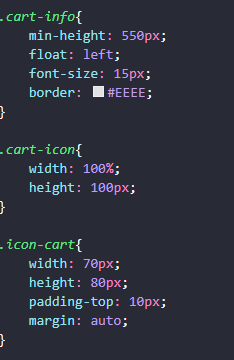 .cart-info{
min-height: 550px;
float: left;
font-size: 15px;
border: #EEEE;
}
.cart-icon{
width: 100%;
height: 100px;
}
.icon-cart{
width: 70px;
height: 80px;
padding-top: 10px;
margin: auto;
}